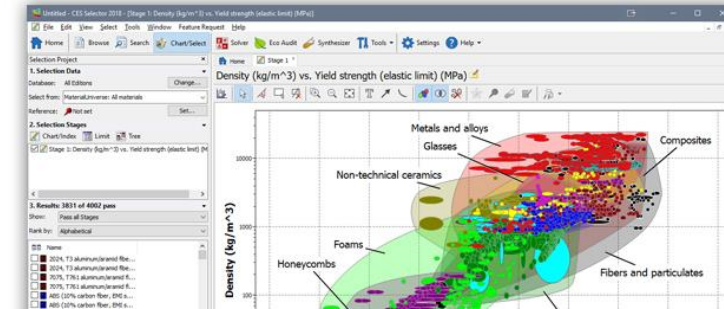 Untitled - CES Selector 2018 - [Stage 1: Density (kg/m^3) vs. Yield strength (elastic limit) (MPa)]
File Edit View Select Tools Window Feature Request Help
Home Browse Search Chart/Select Solver Eco Audit Synthesizer Tools Settings Help
Selection Project
Home Stage 1
1. Selection Data
Density (kg/m^3) vs. Yield strength (elastic limit) (MPa)
Database: All Editions Change...
Select from: MaterialUniverse: All materials
Reference: Not set Set...
2. Selection Stages
Chart/Index Limit Tree
Stage 1: Density (kg/m^3) vs. Yield strength (elastic limit) (M
3. Results: 3831 of 4002 pass
Show: Pass all Stages
Rank by: Alphabetical
Name
2024, T3 aluminum/aramid fibe...
2024, T3 aluminum/aramid fibe...
7075, T761 aluminum/aramid fi...
7075, T761 aluminum/aramid fi...
ABS (10% carbon fiber, EMI s...
ABS (10% carbon fiber, EMI s...
Density (kg/m^3)
10000
1000
100
Metals and alloys
Glasses
Composites
Non-technical ceramics
Foams
Honeycombs
Fibers and particulates